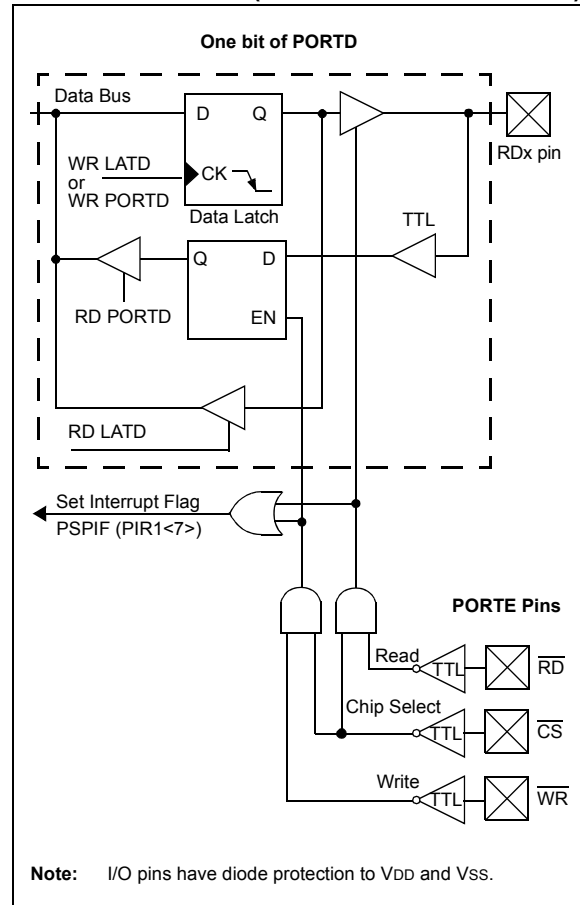 One bit of PORTD
Data Bus
D Q
RDx pin
WR LATD
or
WR PORTD
CK
Data Latch
TTL
Q D
RD PORTD
EN
RD LATD
Set Interrupt Flag
PSPIF (PIR1<7>)
PORTE Pins
Read
TTL
RD
Chip Select
TTL
CS
Write
TTL
WR
Note: I/O pins have diode protection to VDD and VSS.